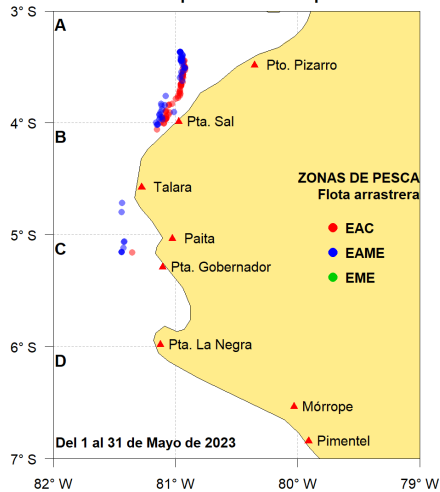 3° S
A
Pto. Pizarro
4° S
Pta. Sal
B
ZONAS DE PESCA
Talara
Flota arrastrera
EAC
5° S
Paita
EAME
C
Pta. Gobernador
EME
6° S
Pta. La Negra
D
Mórrope
Del 1 al 31 de Mayo de 2023
Pimentel
7° S
82° W
81° W
80° W
79° W